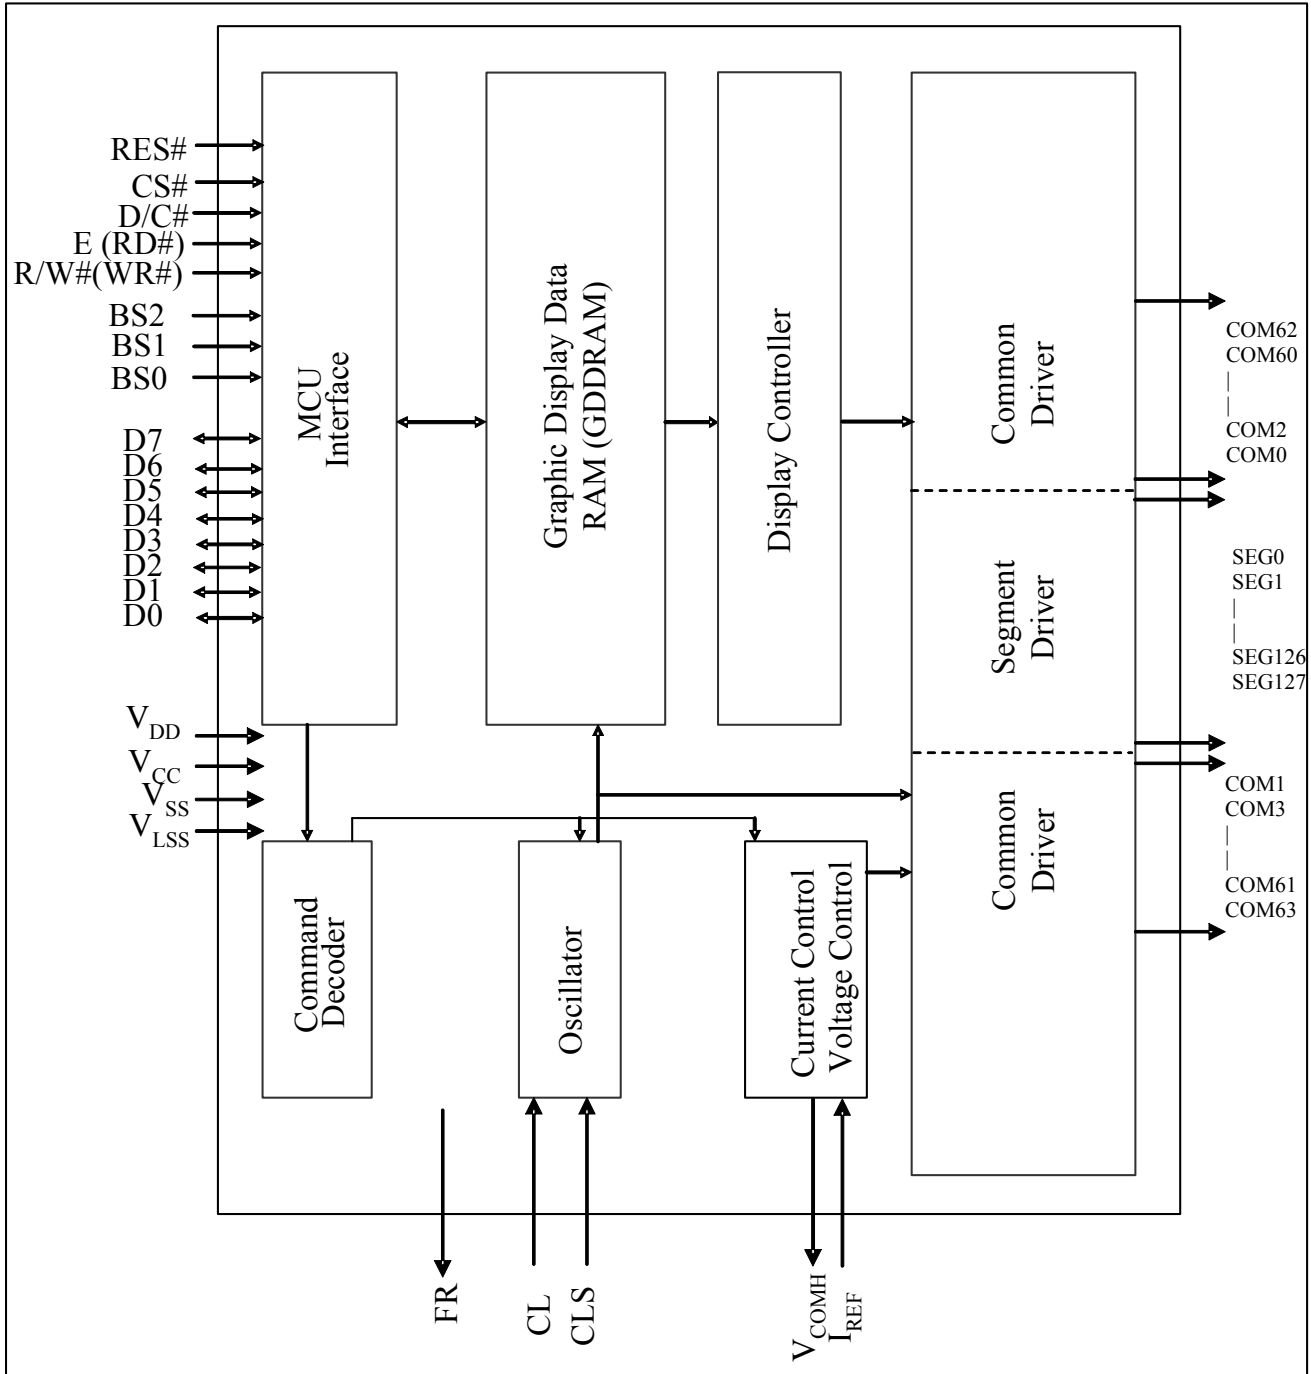 RES#
CS#
D/C#
E (RD#)
R/W#(WR#)
BS2
BS1
BS0
D7
D6
D5
D4
D3
D2
D1
D0
VDD
VCC
VSS
VLSS
MCU
Interface
Graphic Display Data
RAM (GDDRAM)
Display Controller
Common
Driver
Segment
Driver
Common
Driver
COM62
COM60
|
|
COM2
COM0
SEG0
SEG1
|
|
SEG126
SEG127
COM1
COM3
|
|
COM61
COM63
Command
Decoder
Oscillator
Current Control
Voltage Control
FR
CL
CLS
VCOMH
IREF